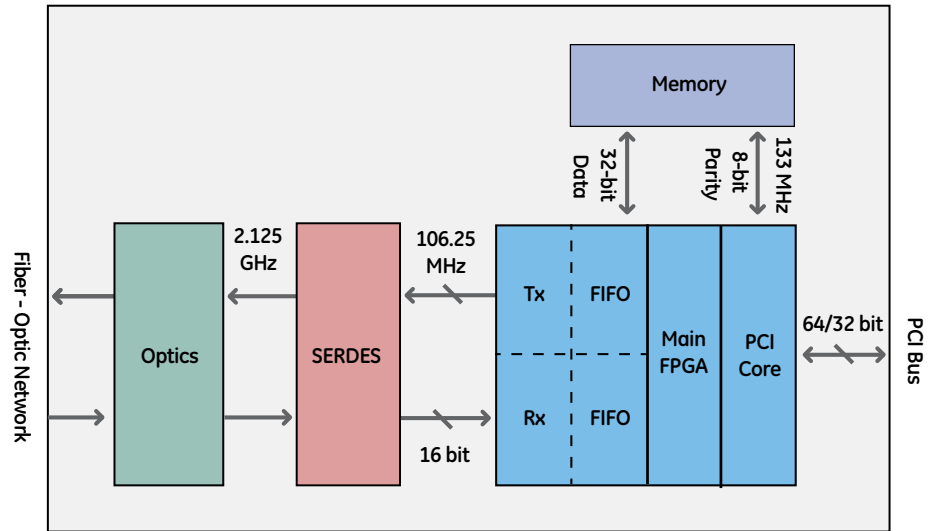 Memory
32-bit
Data
133 MHz
8-bit
Parity
2.125
GHz
106.25
MHz
Fiber - Optic Network
Optics
SERDES
Tx
FIFO
Main
FPGA
PCI
Core
64/32 bit
PCI Bus
Rx
FIFO
16 bit